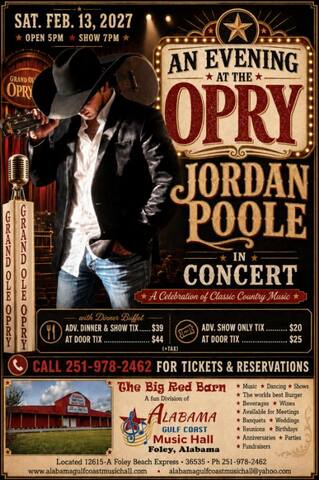 SAT. FEB. 13, 2027
★ OPEN 5PM ★ SHOW 7PM ★
GRAND OLE
OPRY
AN EVENING
★ AT THE ★
OPRY
JORDAN
POOLE
★ IN ★
CONCERT
★ A Celebration of Classic Country Music ★
GRAND OLE OPRY
GRAND OLE OPRY
with Dinner Buffet
ADV. DINNER & SHOW TIX.....$39
AT DOOR TIX.....$44
(+TAX)
ADV. SHOW ONLY TIX.....$20
AT DOOR TIX.....$25
CALL 251-978-2462 FOR TICKETS & RESERVATIONS
The Big Red Barn
A fun Division of
ALABAMA
GULF COAST
Music Hall
Foley, Alabama
Music ★ Dancing ★ Shows
The worlds best Burger
Beverages ★ Wines
Available for Meetings
Banquets ★ Weddings
Reunions ★ Birthdays
Anniversaries ★ Parties
Fundraisers
Located 12615-A Foley Beach Express • 36535 • Ph 251-978-2462
www.alabamagulfcoastmusichall.com • alabamagulfcoastmusichall@yahoo.com